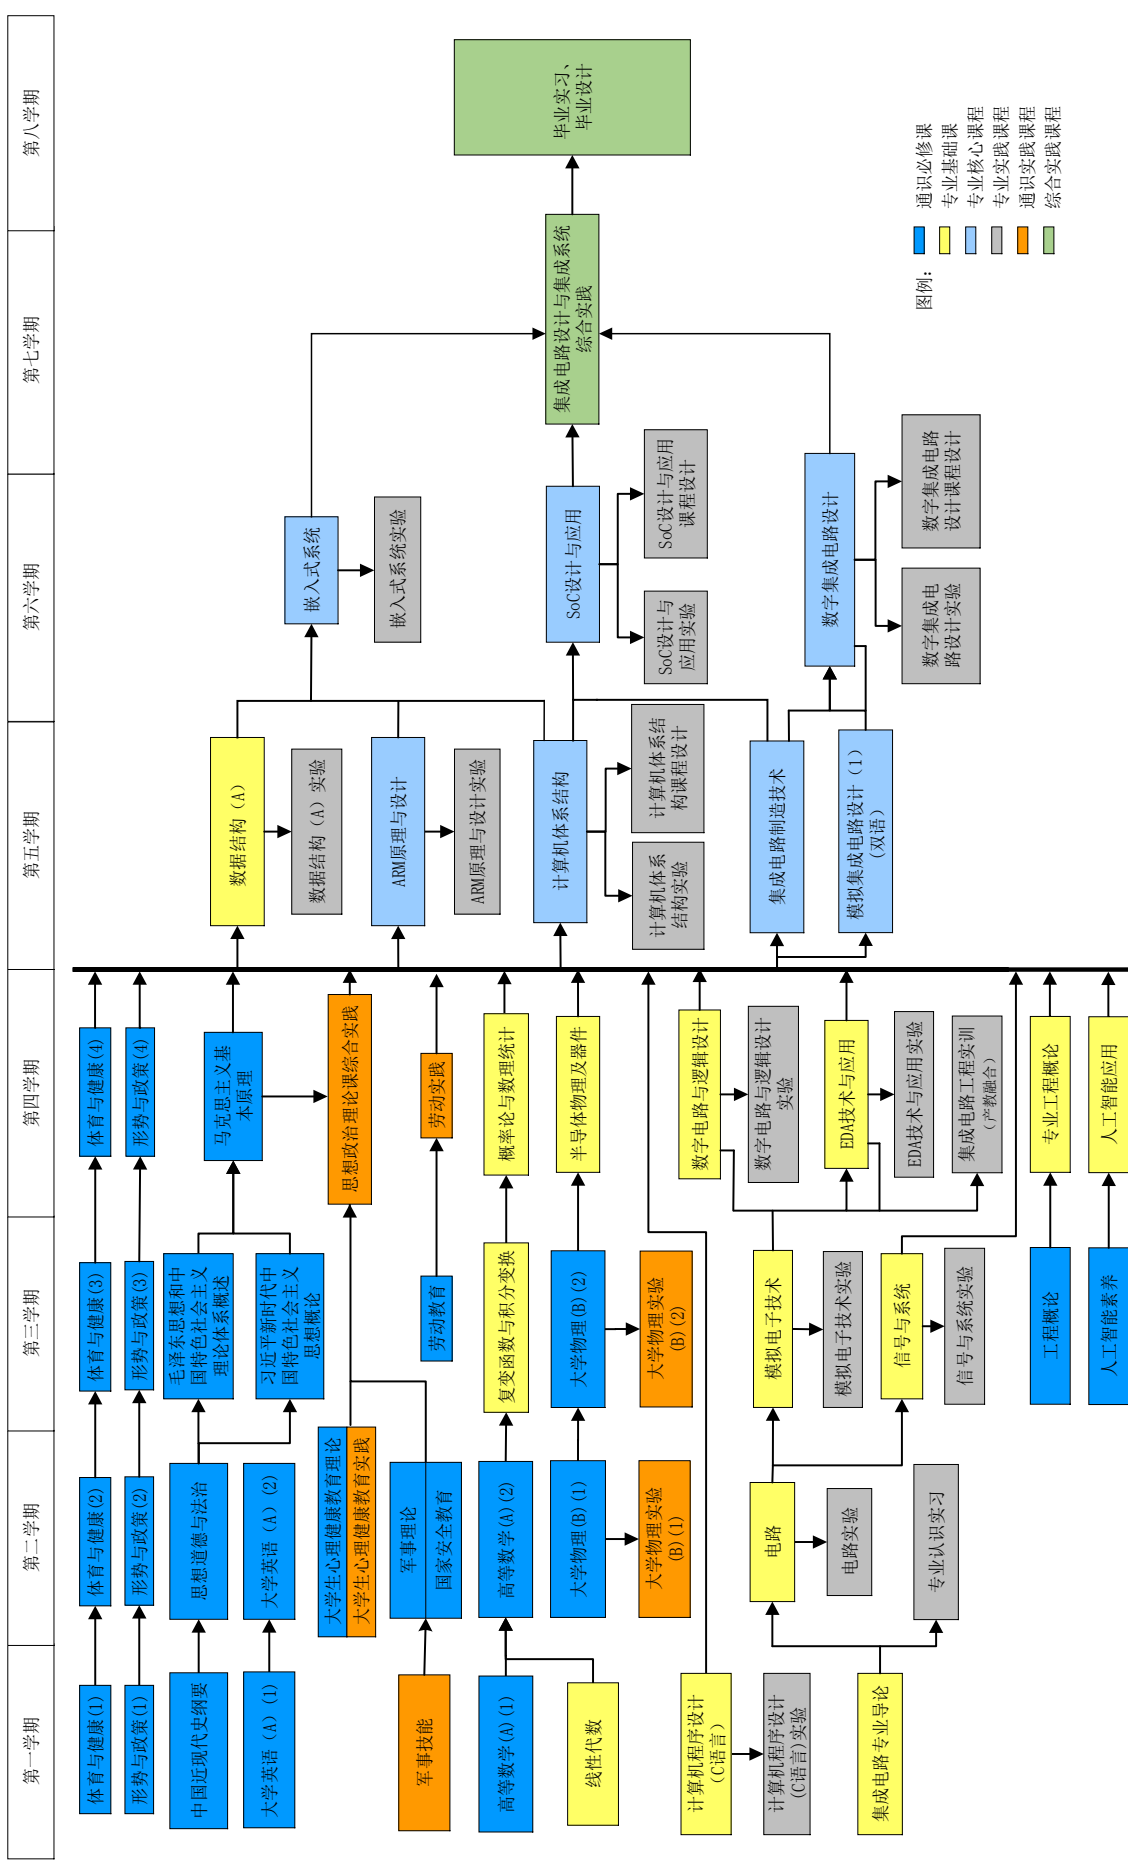 第一学期
第二学期
第三学期
第四学期
第五学期
第六学期
第七学期
第八学期
体育与健康(1)
体育与健康(2)
体育与健康(3)
体育与健康(4)
形势与政策(1)
形势与政策(2)
形势与政策(3)
形势与政策(4)
中国近现代史纲要
思想道德与法治
毛泽东思想和中
国特色社会主义
理论体系概述
习近平新时代中
国特色社会主义
思想概论
马克思主义基
本原理
大学英语（A）(1)
大学英语（A）(2)
大学生心理健康教育理论
大学生心理健康教育实践
思想政治理论课综合实践
军事技能
军事理论
国家安全教育
劳动教育
劳动实践
高等数学(A)(1)
线性代数
高等数学(A)(2)
复变函数与积分变换
概率论与数理统计
大学物理(B)(1)
大学物理(B)(2)
半导体物理及器件
大学物理实验
(B)(1)
大学物理实验
(B)(2)
计算机程序设计
（C语言）
计算机程序设计
(C语言)实验
集成电路专业导论
电路
电路实验
专业认识实习
模拟电子技术
模拟电子技术实验
信号与系统
信号与系统实验
数字电路与逻辑设计
数字电路与逻辑设计
实验
EDA技术与应用
EDA技术与应用实验
集成电路工程实训
（产教融合）
工程概论
专业工程概论
人工智能素养
人工智能应用
数据结构（A）
数据结构（A）实验
ARM原理与设计
ARM原理与设计实验
计算机体系结构
计算机体系
结构实验
计算机体系结
构课程设计
集成电路制造技术
模拟集成电路设计（1）
（双语）
嵌入式系统
嵌入式系统实验
SoC设计与应用
SoC设计与
应用实验
SoC设计与应用
课程设计
数字集成电路设计
数字集成电
路设计实验
数字集成电路
设计课程设计
集成电路设计与集成系统
综合实践
毕业实习、
毕业设计
图例：
通识必修课
专业基础课
专业核心课程
专业实践课程
通识实践课程
综合实践课程